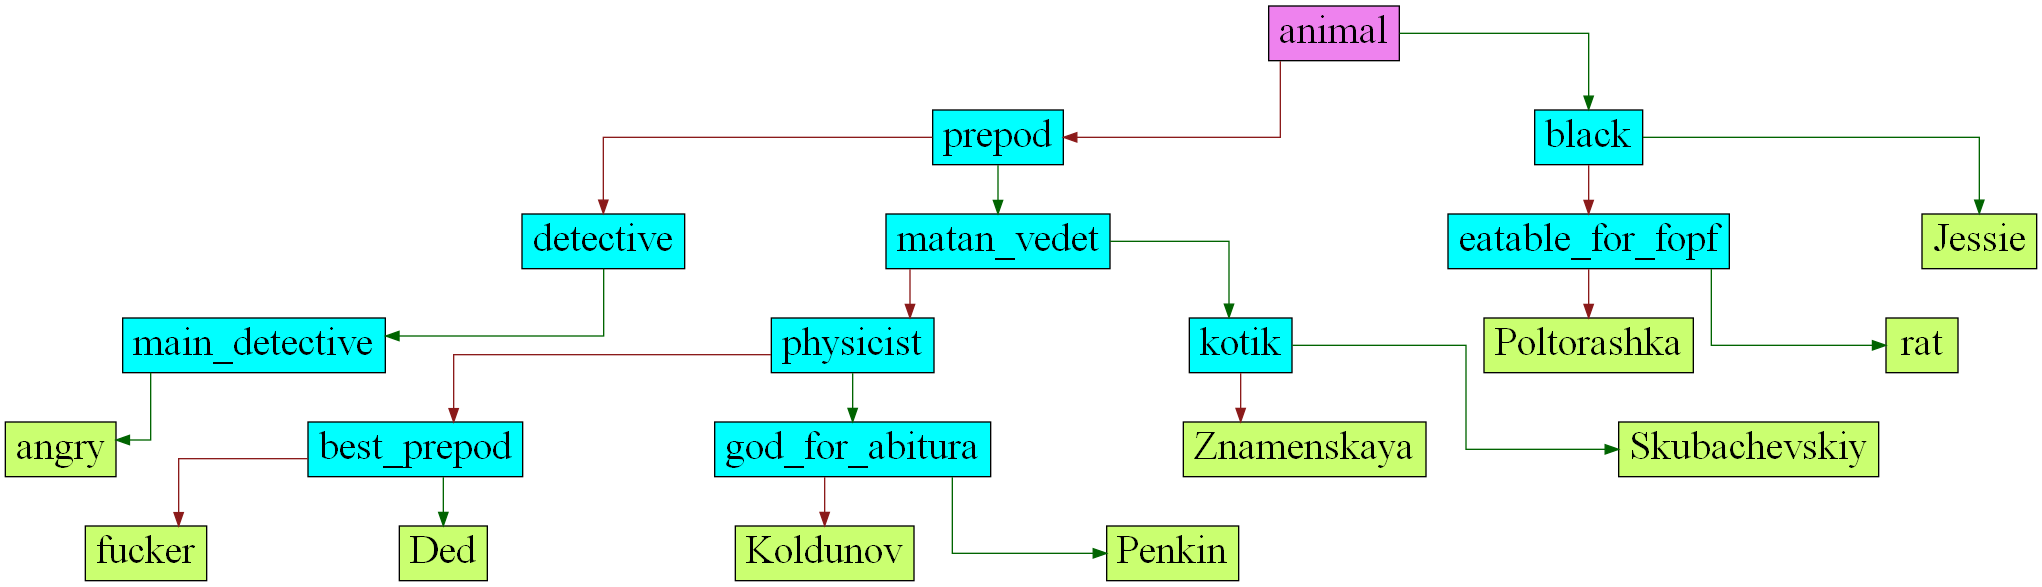 animal
prepod
black
detective
matan_vedet
eatable_for_fopf
Jessie
main_detective
physicist
kotik
Poltorashka
rat
angry
best_prepod
god_for_abitura
Znamenskaya
Skubachevskiy
fucker
Ded
Koldunov
Penkin